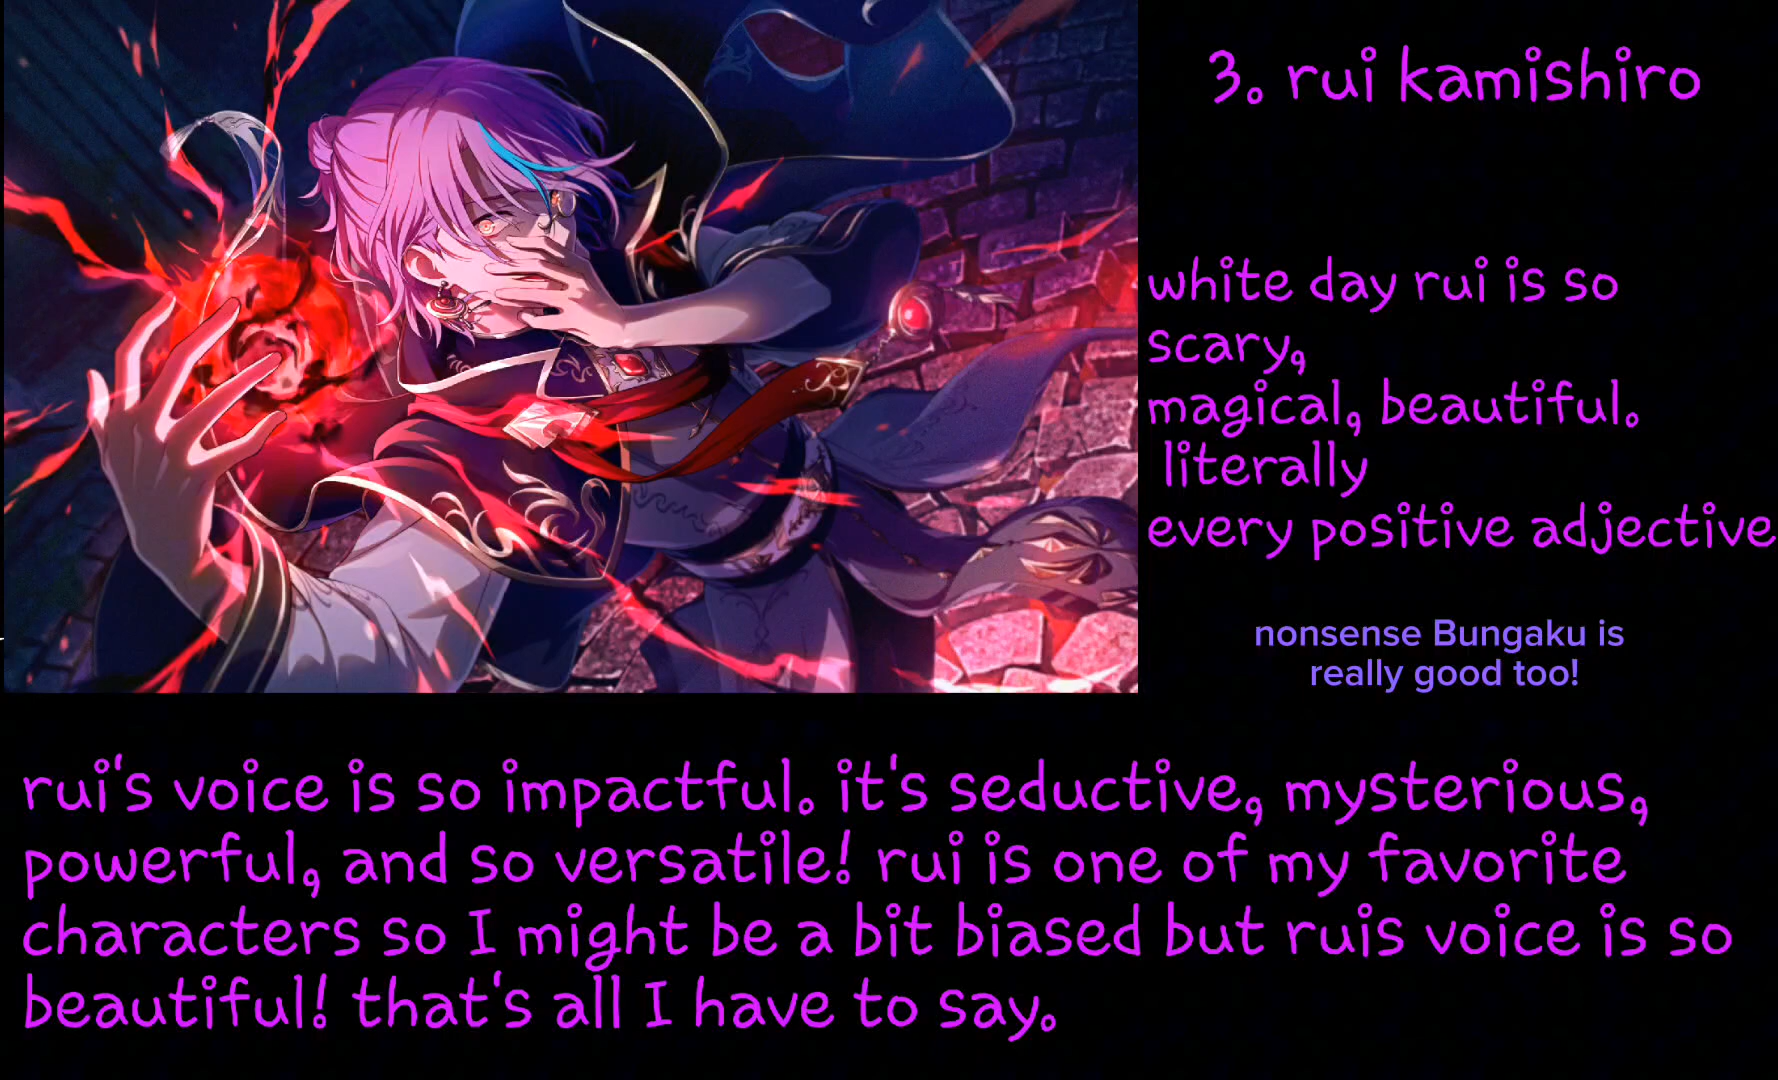 3. rui kamishiro
white day rui is so
scary,
magical, beautiful.
literally
every positive adjective
nonsense Bungaku is
really good too!
rui's voice is so impactful. it's seductive, mysterious,
powerful, and so versatile! rui is one of my favorite
characters so I might be a bit biased but ruis voice is so
beautiful! that's all I have to say.